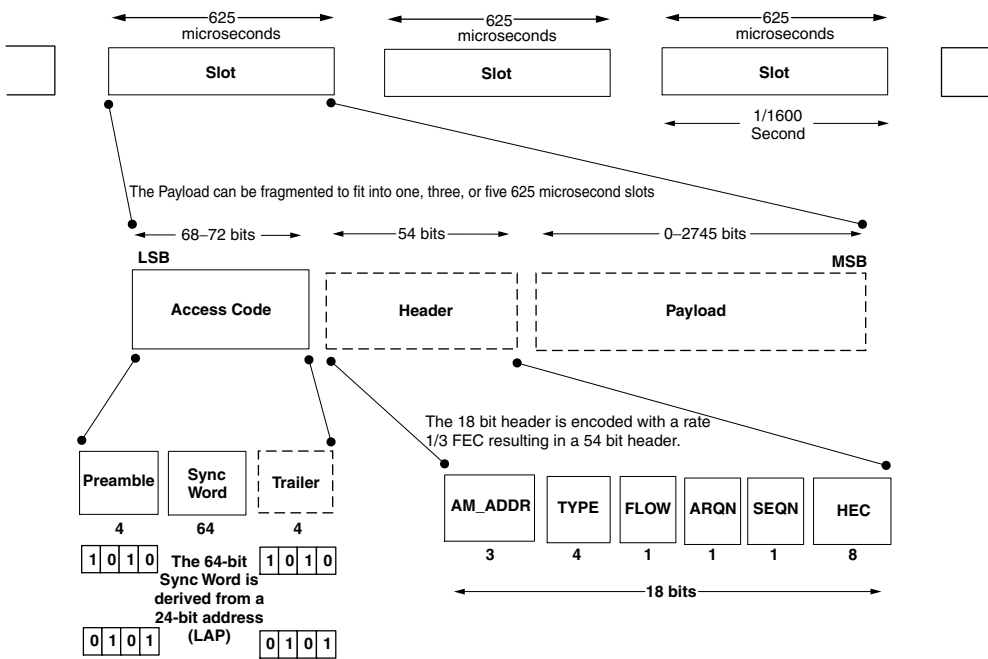 625
microseconds
625
microseconds
625
microseconds
Slot
Slot
Slot
1/1600
Second
The Payload can be fragmented to fit into one, three, or five 625 microsecond slots
68–72 bits
54 bits
0–2745 bits
LSB
MSB
Access Code
Header
Payload
The 18 bit header is encoded with a rate
1/3 FEC resulting in a 54 bit header.
Preamble
Sync
Word
Trailer
4
64
4
AM_ADDR
TYPE
FLOW
ARQN
SEQN
HEC
3
4
1
1
1
8
18 bits
1 0 1 0
The 64-bit
Sync Word is
derived from a
24-bit address
(LAP)
1 0 1 0
0 1 0 1
0 1 0 1